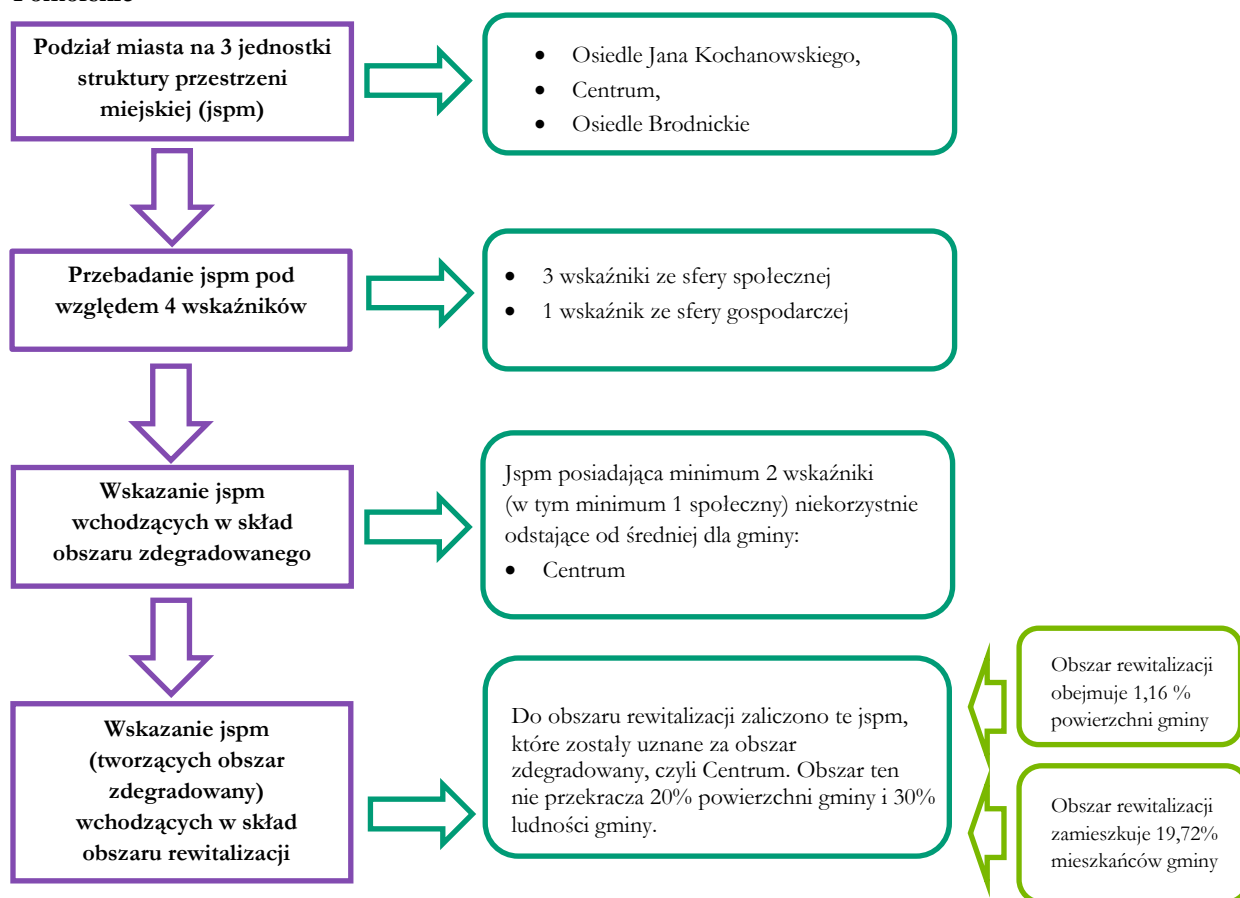 Podział miasta na 3 jednostki
struktury przestrzeni
miejskiej (jspm)
• Osiedle Jana Kochanowskiego,
• Centrum,
• Osiedle Brodnickie
Przebadanie jspm pod
względem 4 wskaźników
• 3 wskaźniki ze sfery społecznej
• 1 wskaźnik ze sfery gospodarczej
Wskazanie jspm
wchodzących w skład
obszaru zdegradowanego
Jspm posiadająca minimum 2 wskaźniki
(w tym minimum 1 społeczny) niekorzystnie
odstające od średniej dla gminy:
• Centrum
Wskazanie jspm
(tworzących obszar
zdegradowany)
wchodzących w skład
obszaru rewitalizacji
Do obszaru rewitalizacji zaliczono te jspm,
które zostały uznane za obszar
zdegradowany, czyli Centrum. Obszar ten
nie przekracza 20% powierzchni gminy i 30%
ludności gminy.
Obszar rewitalizacji
obejmuje 1,16 %
powierzchni gminy
Obszar rewitalizacji
zamieszkuje 19,72%
mieszkańców gminy